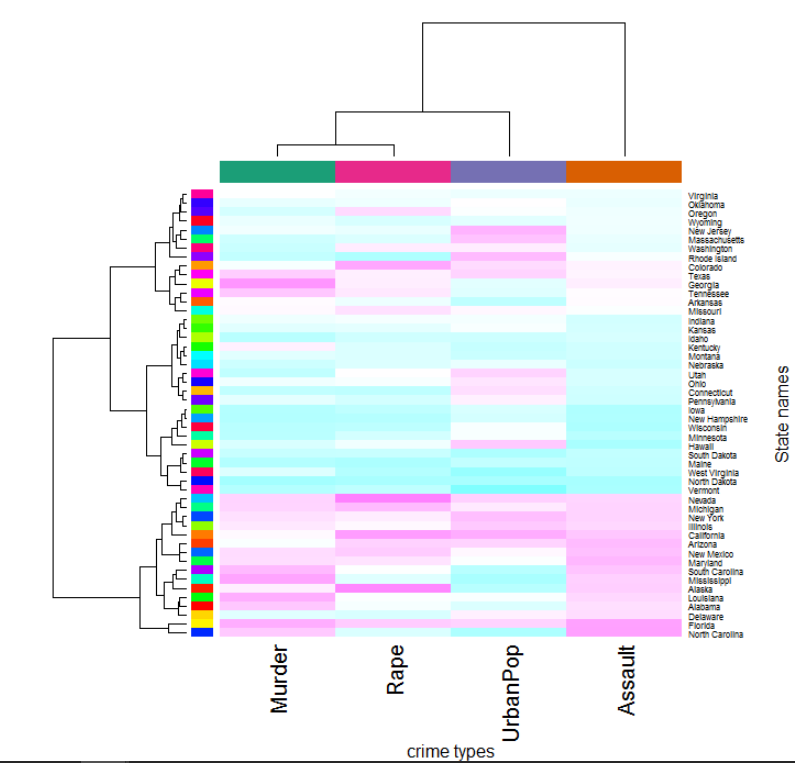 Virginia
Oklahoma
Oregon
Wyoming
New Jersey
Massachusetts
Washington
Rhode Island
Colorado
Texas
Georgia
Tennessee
Arkansas
Missouri
Indiana
Kansas
Idaho
Kentucky
Montana
Nebraska
Utah
Ohio
Connecticut
Pennsylvania
Iowa
New Hampshire
Wisconsin
Minnesota
Hawaii
South Dakota
Maine
West Virginia
North Dakota
Vermont
Nevada
Michigan
New York
Illinois
California
Arizona
New Mexico
Maryland
South Carolina
Mississippi
Alaska
Louisiana
Alabama
Delaware
Florida
North Carolina
State names
Murder
Rape
UrbanPop
Assault
crime types